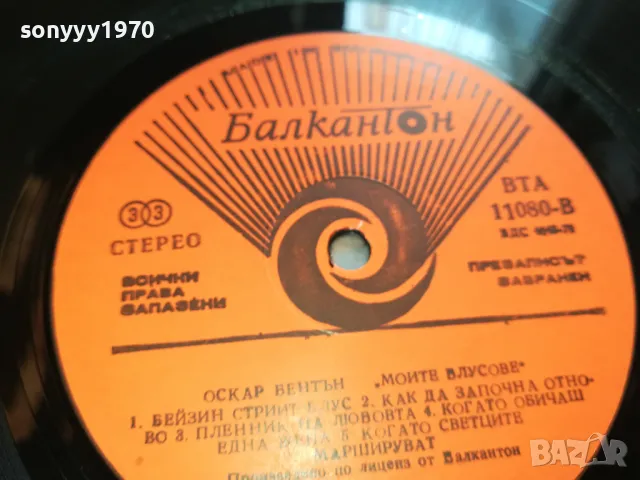 sonyyy1970
Балкантон
33
СТЕРЕО
ВТА
11080-В
ВСИЧКИ
ПРАВА
ЗАПАЗЕНИ
ПРЕЗАПИСЪТ
ЗАБРАНЕН
ОСКАР БЕНТЪН „МОИТЕ БЛУСОВЕ"
1. БЕЙЗИН СТРИЙТ БЛУС 2. КАК ДА ЗАПОЧНА ОТНО-
ВО 3. ПЛЕННИК НА ЛЮБОВТА 4. КОГАТО ОБИЧАШ
ЕДНА ЖЕНА 5. КОГАТО СВЕТЦИТЕ
МАРШИРУВАТ
Произведено по лиценз от Балкантон
bazar